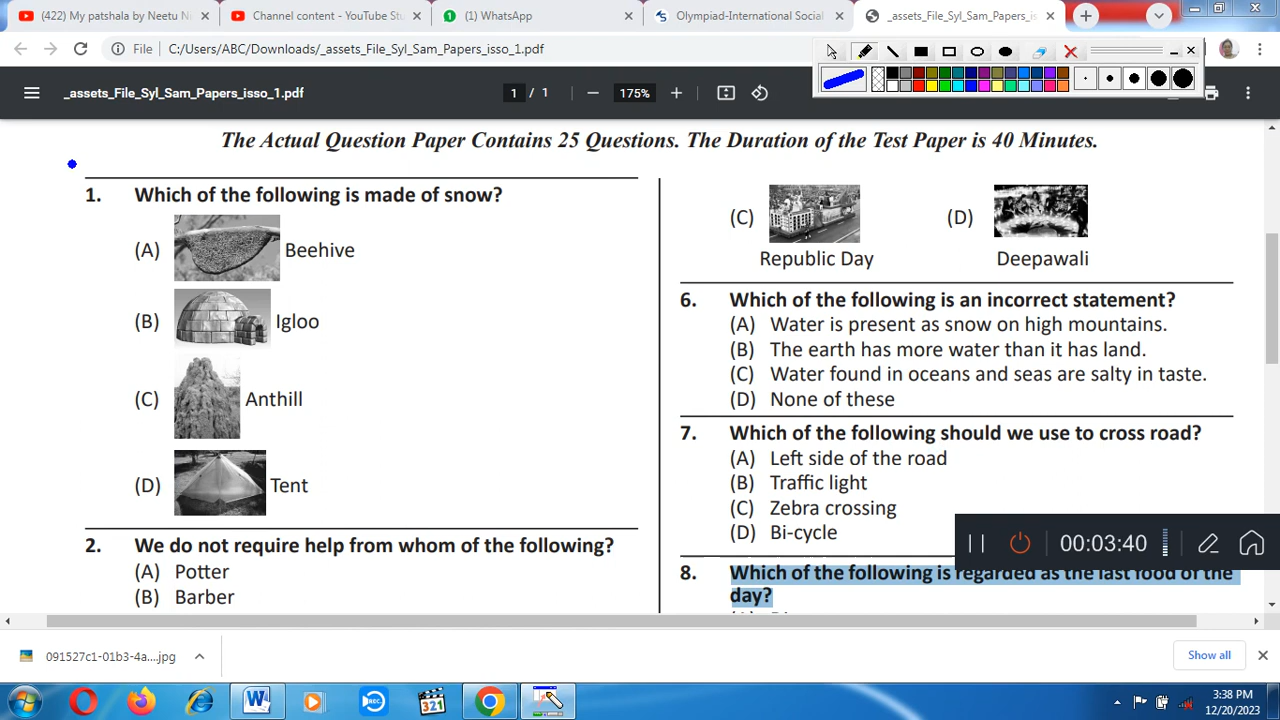 (422) My patshala by Neetu N
Channel content - YouTube St
(1) WhatsApp
Olympiad-International Social
_assets_File_Syl_Sam_Papers_is
File
C:/Users/ABC/Downloads/_assets_File_Syl_Sam_Papers_isso_1.pdf
_assets_File_Syl_Sam_Papers_isso_1.pdf
1 / 1
175%
The Actual Question Paper Contains 25 Questions. The Duration of the Test Paper is 40 Minutes.
1. Which of the following is made of snow?
(A) Beehive
(B) Igloo
(C) Anthill
(D) Tent
2. We do not require help from whom of the following?
(A) Potter
(B) Barber
(C) (D)
Republic Day Deepawali
6. Which of the following is an incorrect statement?
(A) Water is present as snow on high mountains.
(B) The earth has more water than it has land.
(C) Water found in oceans and seas are salty in taste.
(D) None of these
7. Which of the following should we use to cross road?
(A) Left side of the road
(B) Traffic light
(C) Zebra crossing
(D) Bi-cycle
8. Which of the following is regarded as the last food of the
day?
00:03:40
091527c1-01b3-4a....jpg
Show all
W
REC
321
3:38 PM
12/20/2023